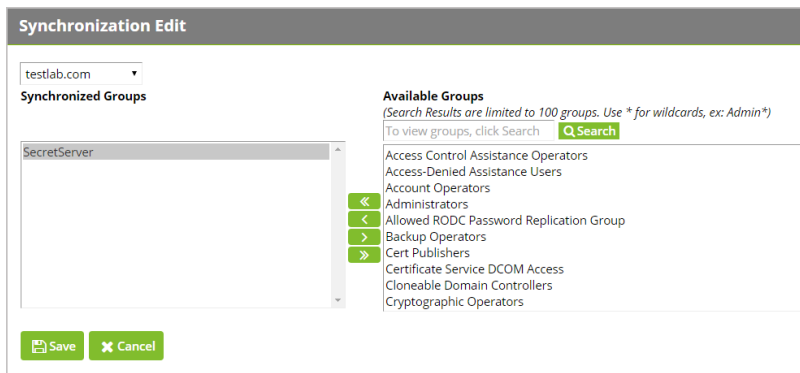 Synchronization Edit
testlab.com
Synchronized Groups
Available Groups
(Search Results are limited to 100 groups. Use * for wildcards, ex: Admin*)
To view groups, click Search
Search
SecretServer
Access Control Assistance Operators
Access-Denied Assistance Users
Account Operators
Administrators
Allowed RODC Password Replication Group
Backup Operators
Cert Publishers
Certificate Service DCOM Access
Cloneable Domain Controllers
Cryptographic Operators
Save
Cancel